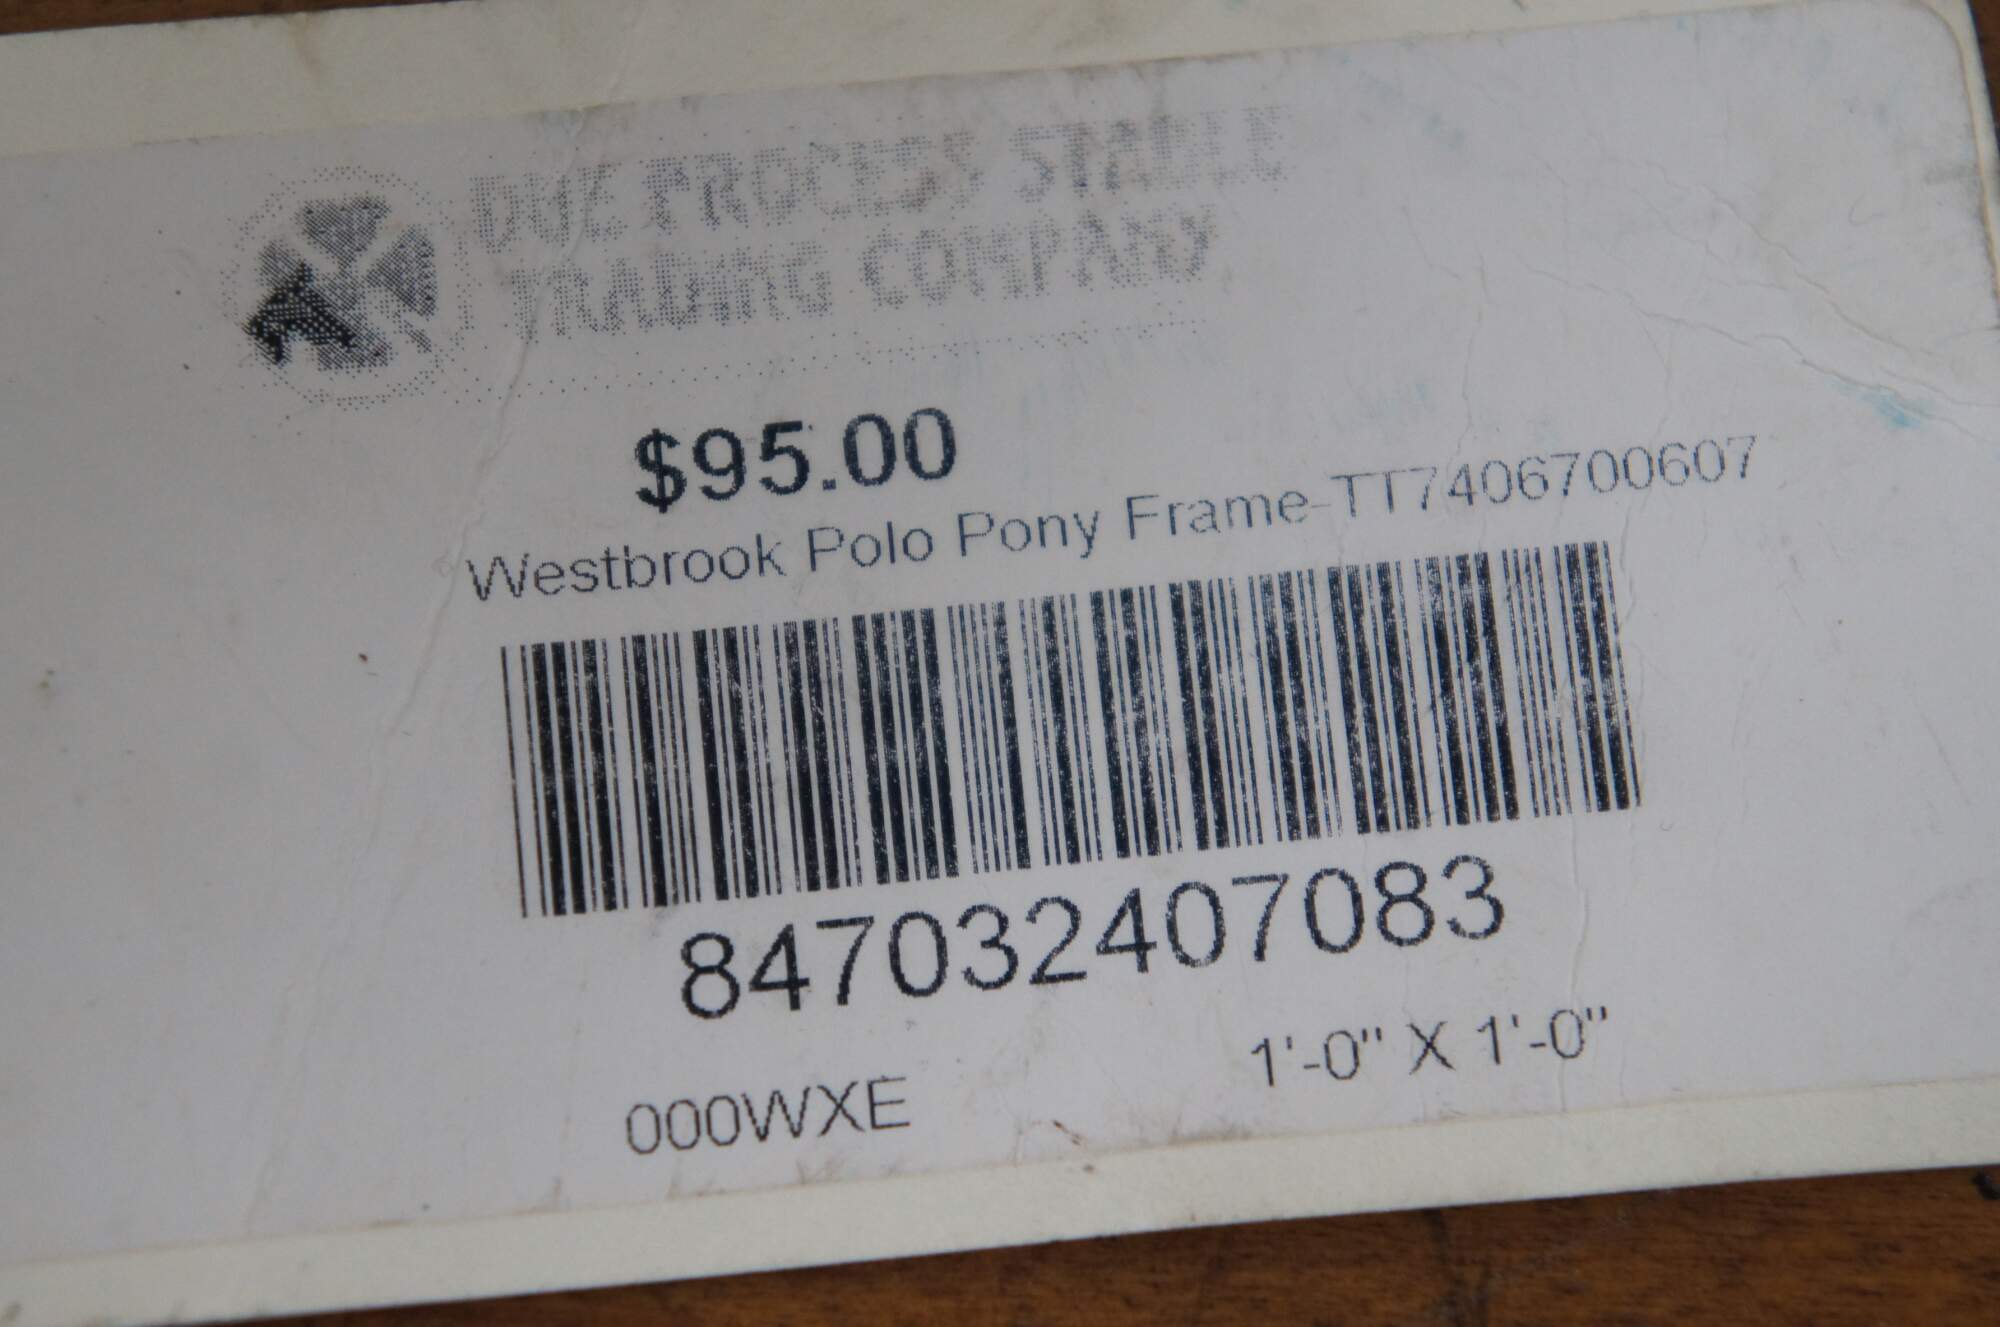 DUE PROCESS STABLE
TRADING COMPANY
$95.00
Westbrook Polo Pony Frame-TT7406700607
847032407083
000WXE
1'-0" X 1'-0"